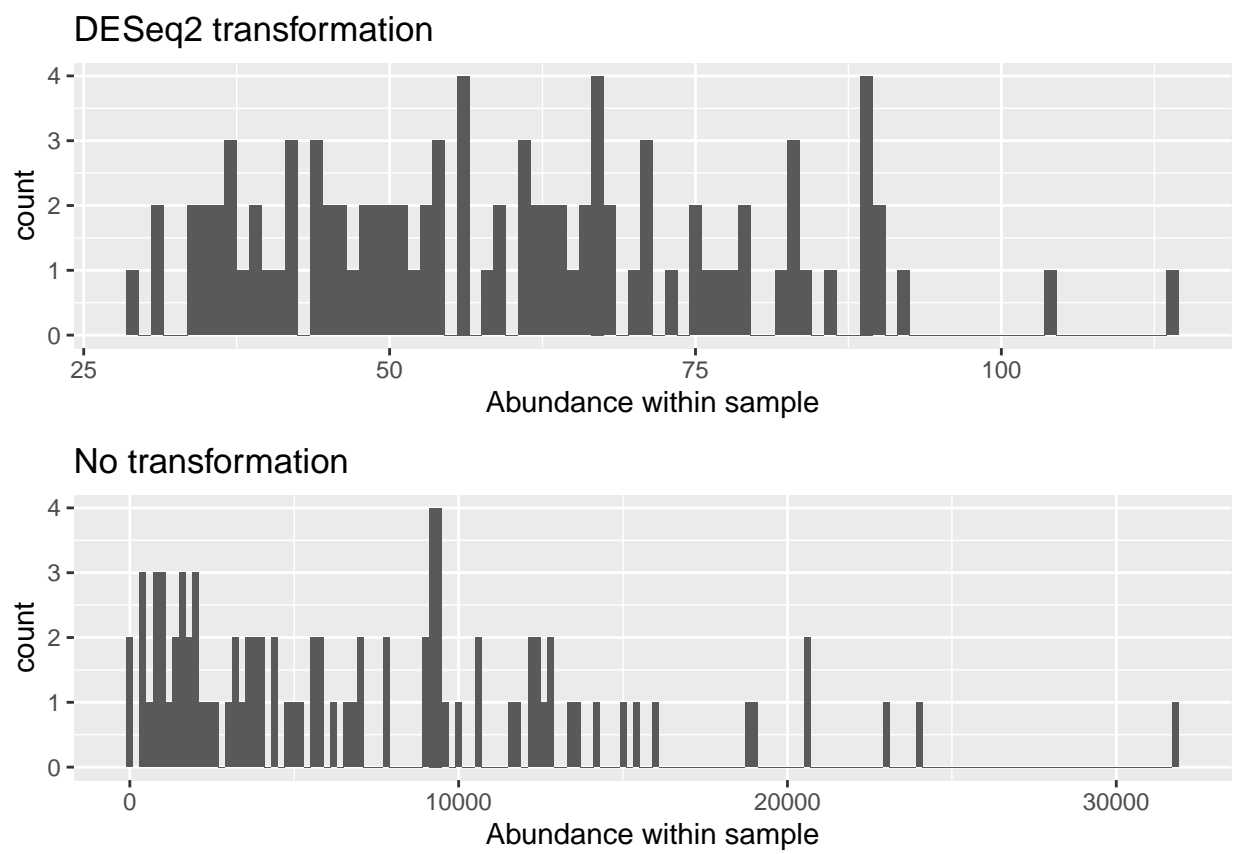 DESeq2 transformation
4
3
2
1
0
count
25 50 75 100
Abundance within sample
No transformation
4
3
2
1
0
count
0 10000 20000 30000
Abundance within sample